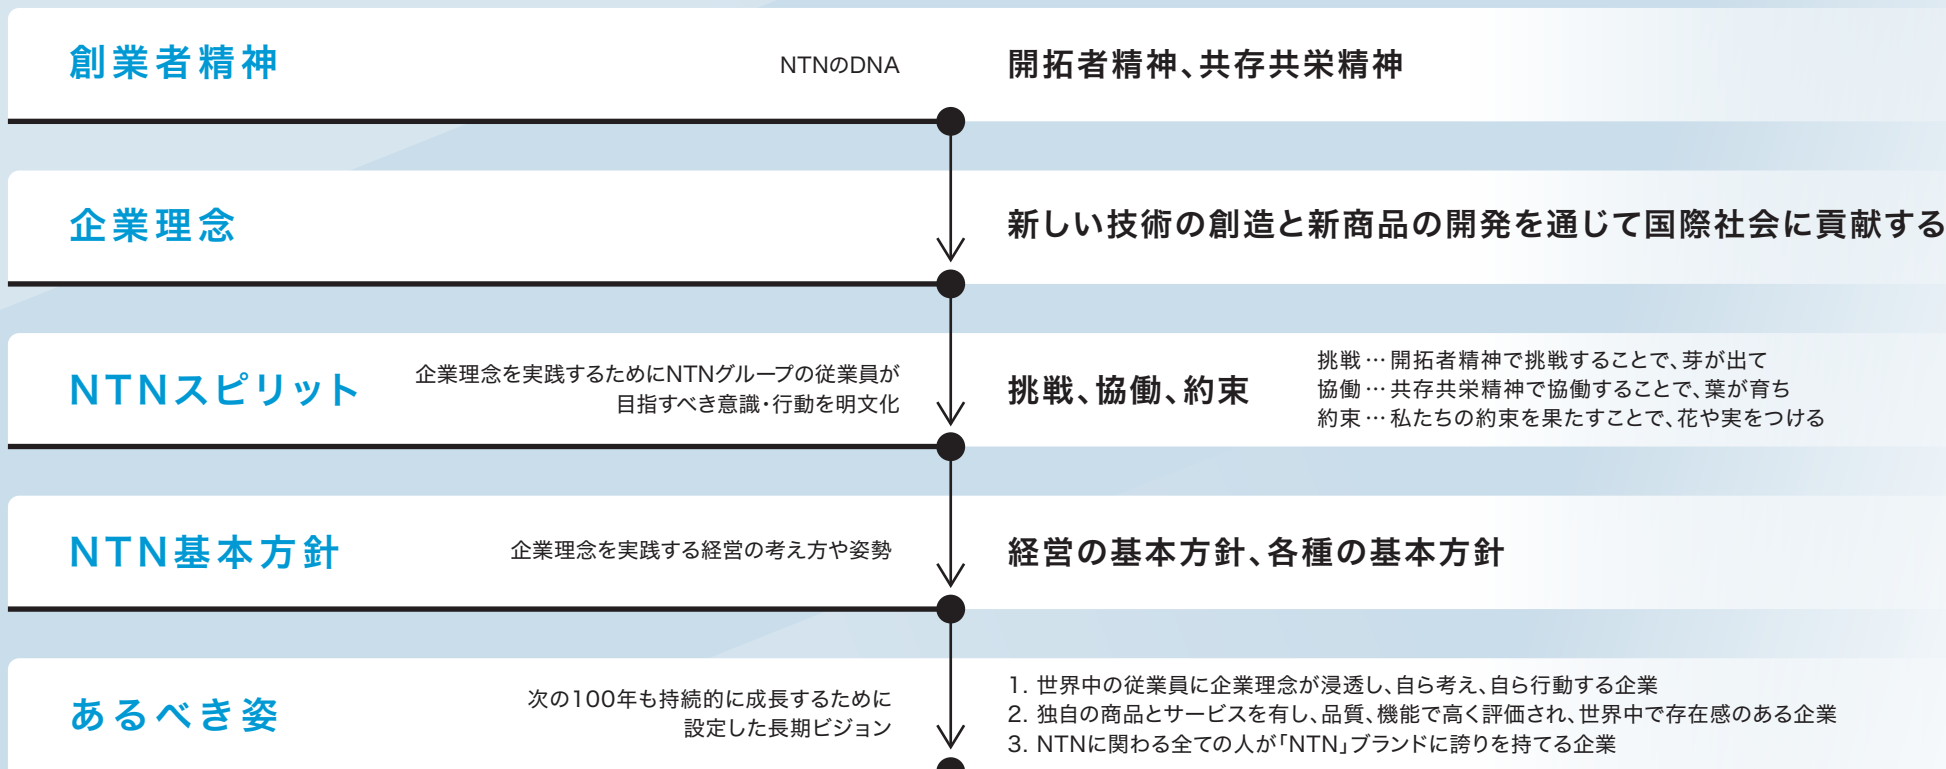 創業者精神
NTNのDNA
開拓者精神、共存共栄精神
企業理念
新しい技術の創造と新商品の開発を通じて国際社会に貢献する
NTNスピリット
企業理念を実践するためにNTNグループの従業員が
目指すべき意識・行動を明文化
挑戦、協働、約束
挑戦…開拓者精神で挑戦することで、芽が出て
協働…共存共栄精神で協働することで、葉が育ち
約束…私たちの約束を果たすことで、花や実をつける
NTN基本方針
企業理念を実践する経営の考え方や姿勢
経営の基本方針、各種の基本方針
あるべき姿
次の100年も持続的に成長するために
設定した長期ビジョン
1. 世界中の従業員に企業理念が浸透し、自ら考え、自ら行動する企業
2. 独自の商品とサービスを有し、品質、機能で高く評価され、世界中で存在感のある企業
3. NTNに関わる全ての人が「NTN」ブランドに誇りを持てる企業